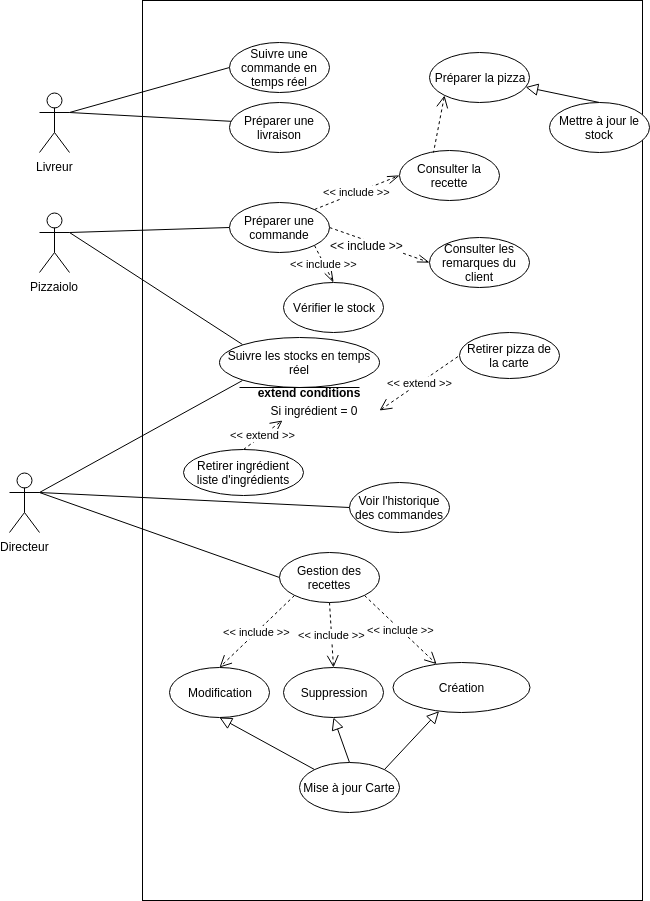 Suivre une
commande en
temps réel
Préparer la pizza
Préparer une
livraison
Mettre à jour le
stock
Livreur
Consulter la
recette
<< include >>
Préparer une
commande
<< include >>
Consulter les
remarques du
client
<< include >>
Pizzaiolo
Vérifier le stock
Suivre les stocks en temps
réel
Retirer pizza de
la carte
<< extend >>
extend conditions
Si ingrédient = 0
<< extend >>
Retirer ingrédient
liste d'ingrédients
Voir l'historique
des commandes
Directeur
Gestion des
recettes
<< include >>
<< include >>
<< include >>
Modification
Suppression
Création
Mise à jour Carte